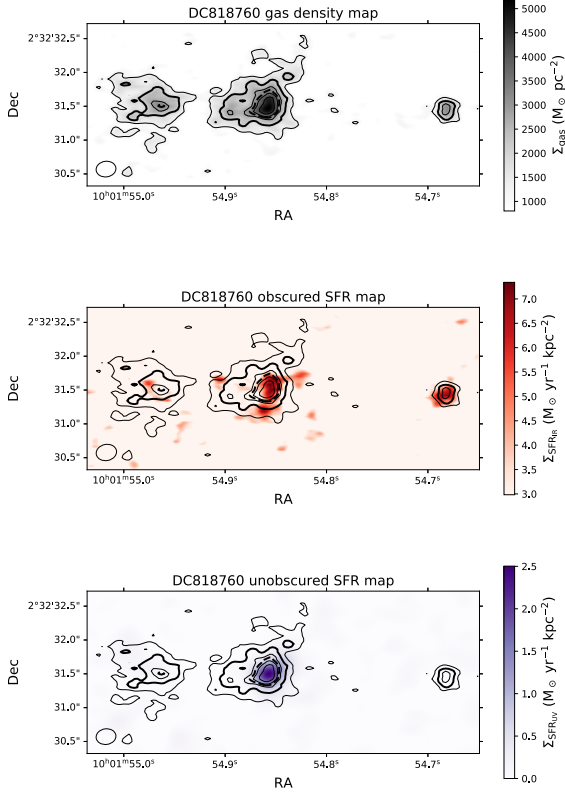 DC818760 gas density map
2°32'32.5"
32.0"
31.5"
31.0"
30.5"
Dec
10ʰ01ᵐ55.0ˢ
54.9ˢ
54.8ˢ
54.7ˢ
RA
5000
4500
4000
3500
3000
2500
2000
1500
1000
Σgas (M⊙ pc⁻²)
DC818760 obscured SFR map
2°32'32.5"
32.0"
31.5"
31.0"
30.5"
Dec
10ʰ01ᵐ55.0ˢ
54.9ˢ
54.8ˢ
54.7ˢ
RA
7.0
6.5
6.0
5.5
5.0
4.5
4.0
3.5
3.0
ΣSFR_IR (M⊙ yr⁻¹ kpc⁻²)
DC818760 unobscured SFR map
2°32'32.5"
32.0"
31.5"
31.0"
30.5"
Dec
10ʰ01ᵐ55.0ˢ
54.9ˢ
54.8ˢ
54.7ˢ
RA
2.5
2.0
1.5
1.0
0.5
0.0
ΣSFR_UV (M⊙ yr⁻¹ kpc⁻²)